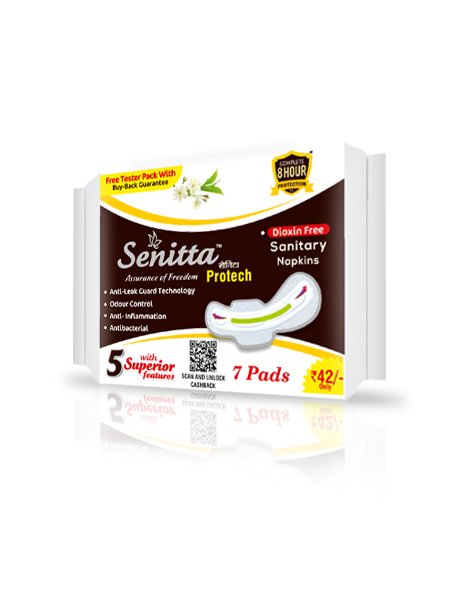 Free Tester Pack With
Buy-Back Guarantee
COMPLETE
8 HOUR
PROTECTION
Senitta™
सेनिटा
Assurance of Freedom
Protech
• Dioxin Free
Sanitary
Napkins
• Anti-Leak Guard Technology
• Odour Control
• Anti- Inflammation
• Antibacterial
5 with
Superior
features
SCAN AND UNLOCK
CASHBACK
7 Pads
₹42/-
Only